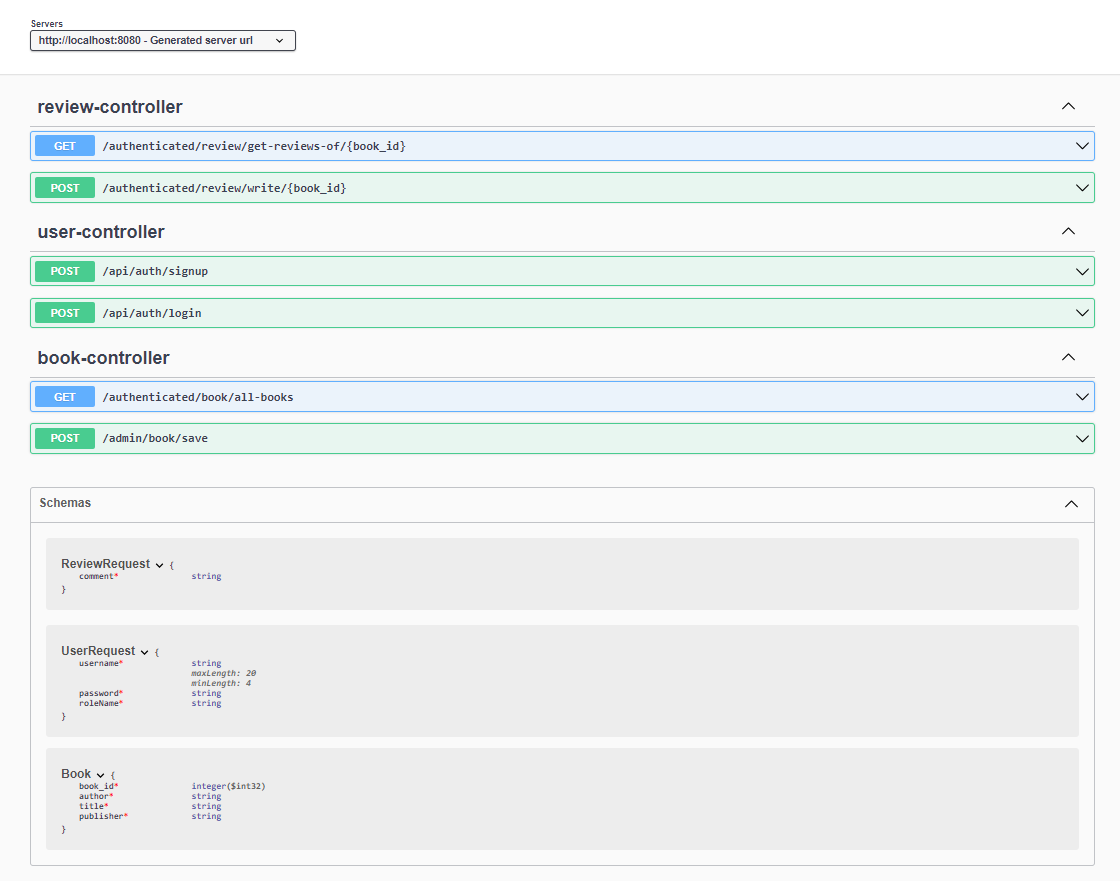 Servers
http://localhost:8080 - Generated server url
review-controller
GET /authenticated/review/get-reviews-of/{book_id}
POST /authenticated/review/write/{book_id}
user-controller
POST /api/auth/signup
POST /api/auth/login
book-controller
GET /authenticated/book/all-books
POST /admin/book/save
Schemas
ReviewRequest {
comment* string
}
UserRequest {
username* string
maxLength: 20
minLength: 4
password* string
roleName* string
}
Book {
book_id* integer($int32)
author* string
title* string
publisher* string
}